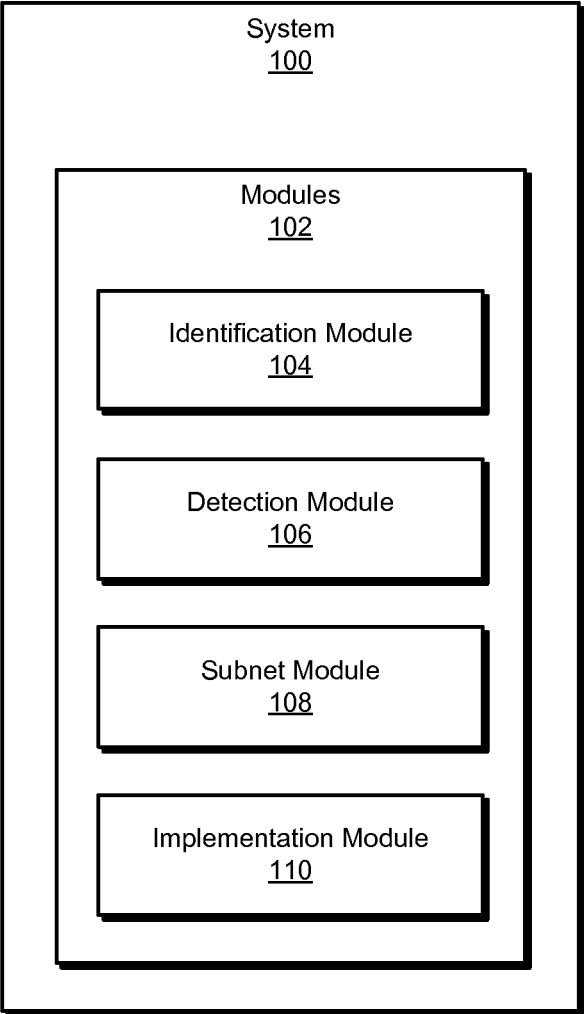 System
100
Modules
102
Identification Module
104
Detection Module
106
Subnet Module
108
Implementation Module
110